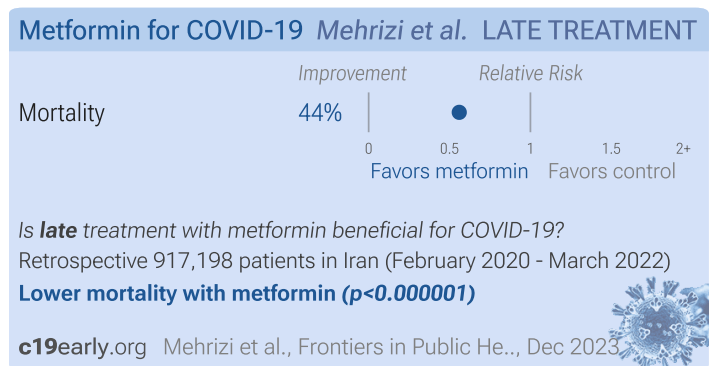 Metformin for COVID-19 Mehrizi et al. LATE TREATMENT
Improvement Relative Risk
Mortality 44%
0 0.5 1 1.5 2+
Favors metformin Favors control
Is late treatment with metformin beneficial for COVID-19?
Retrospective 917,198 patients in Iran (February 2020 - March 2022)
Lower mortality with metformin (p<0.000001)
c19early.org Mehrizi et al., Frontiers in Public He.., Dec 2023